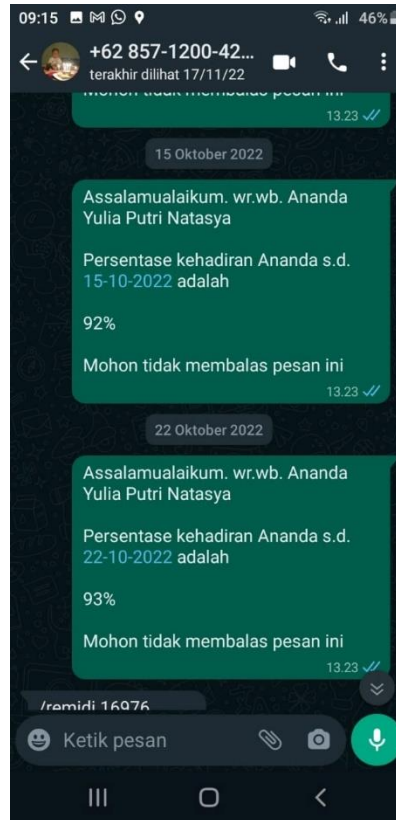 09:15
46%
+62 857-1200-42...
terakhir dilihat 17/11/22
Mohon tidak membalas pesan ini
13.23
15 Oktober 2022
Assalamualaikum. wr.wb. Ananda
Yulia Putri Natasya
Persentase kehadiran Ananda s.d.
15-10-2022 adalah
92%
Mohon tidak membalas pesan ini
13.23
22 Oktober 2022
Assalamualaikum. wr.wb. Ananda
Yulia Putri Natasya
Persentase kehadiran Ananda s.d.
22-10-2022 adalah
93%
Mohon tidak membalas pesan ini
13.23
/remidi 16976
Ketik pesan